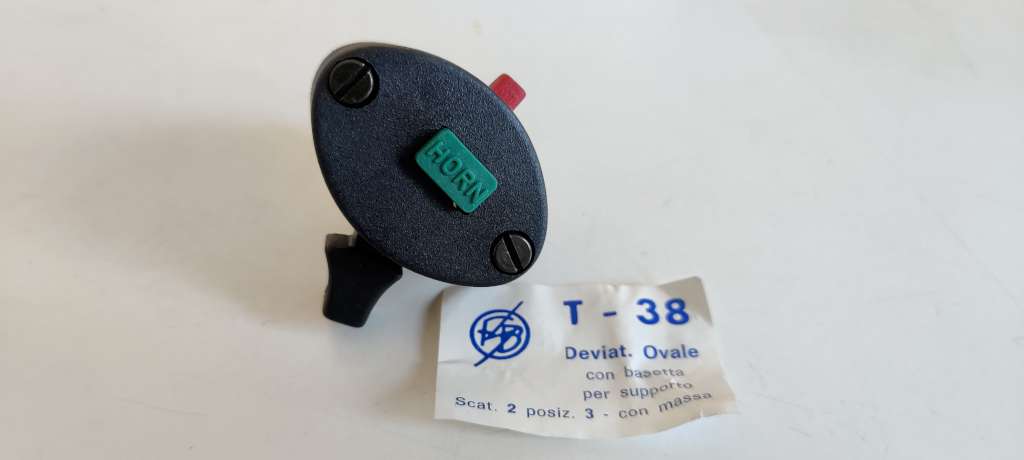 HORN
T - 38
Deviat. Ovale
con basetta
per supporto
Scat. 2 posiz. 3 - con massa